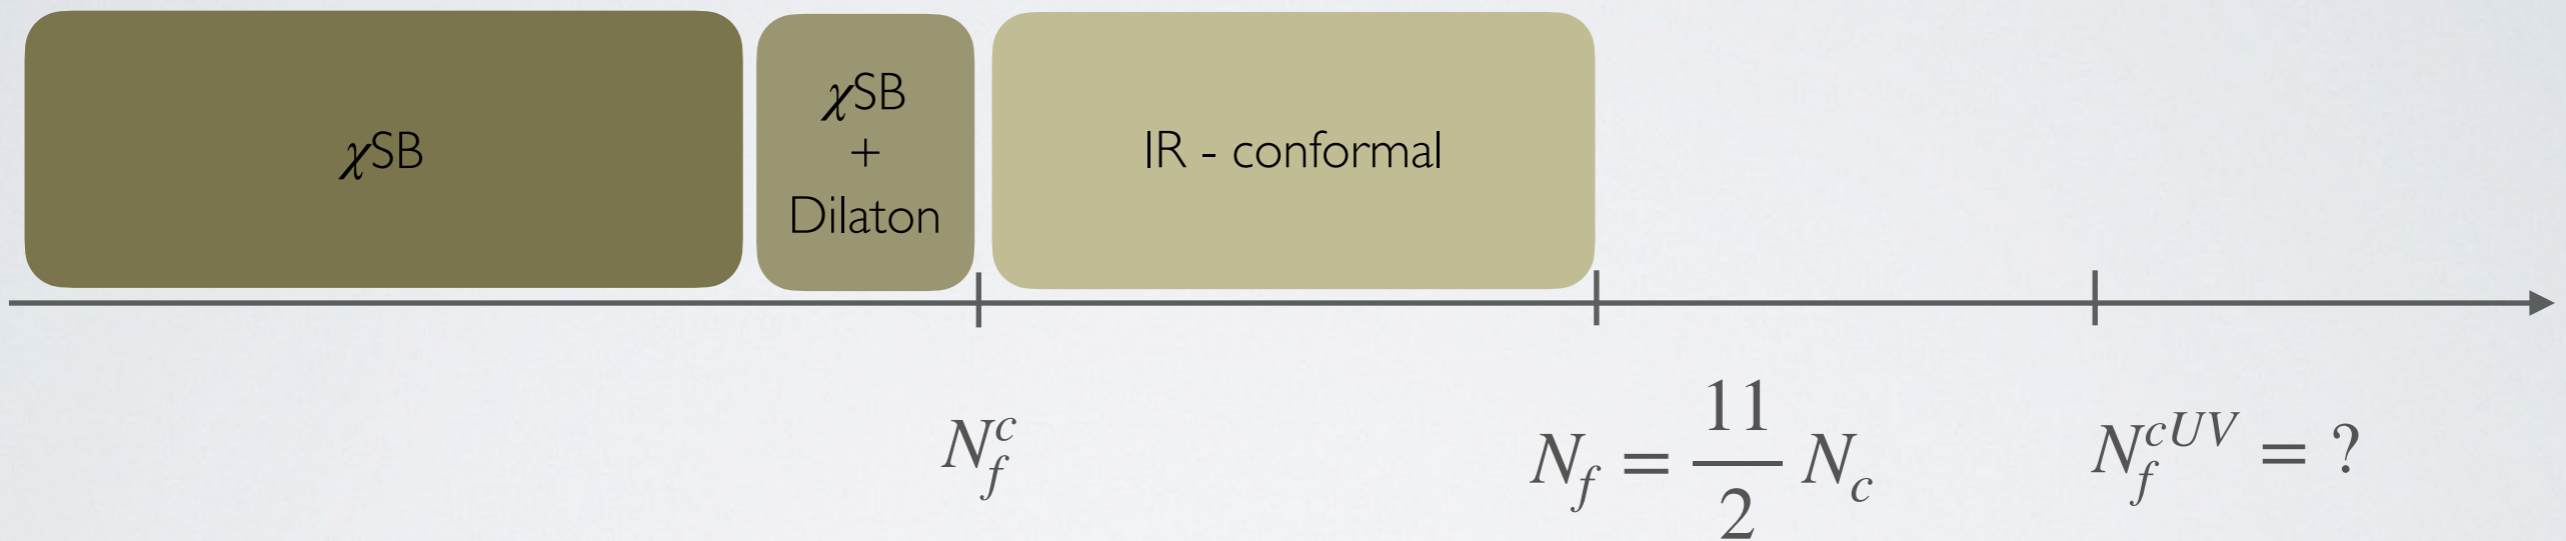 χSB
χSB
+
Dilaton
IR - conformal
N_f^c
N_f = 11/2 N_c
N_f^{cUV} = ?